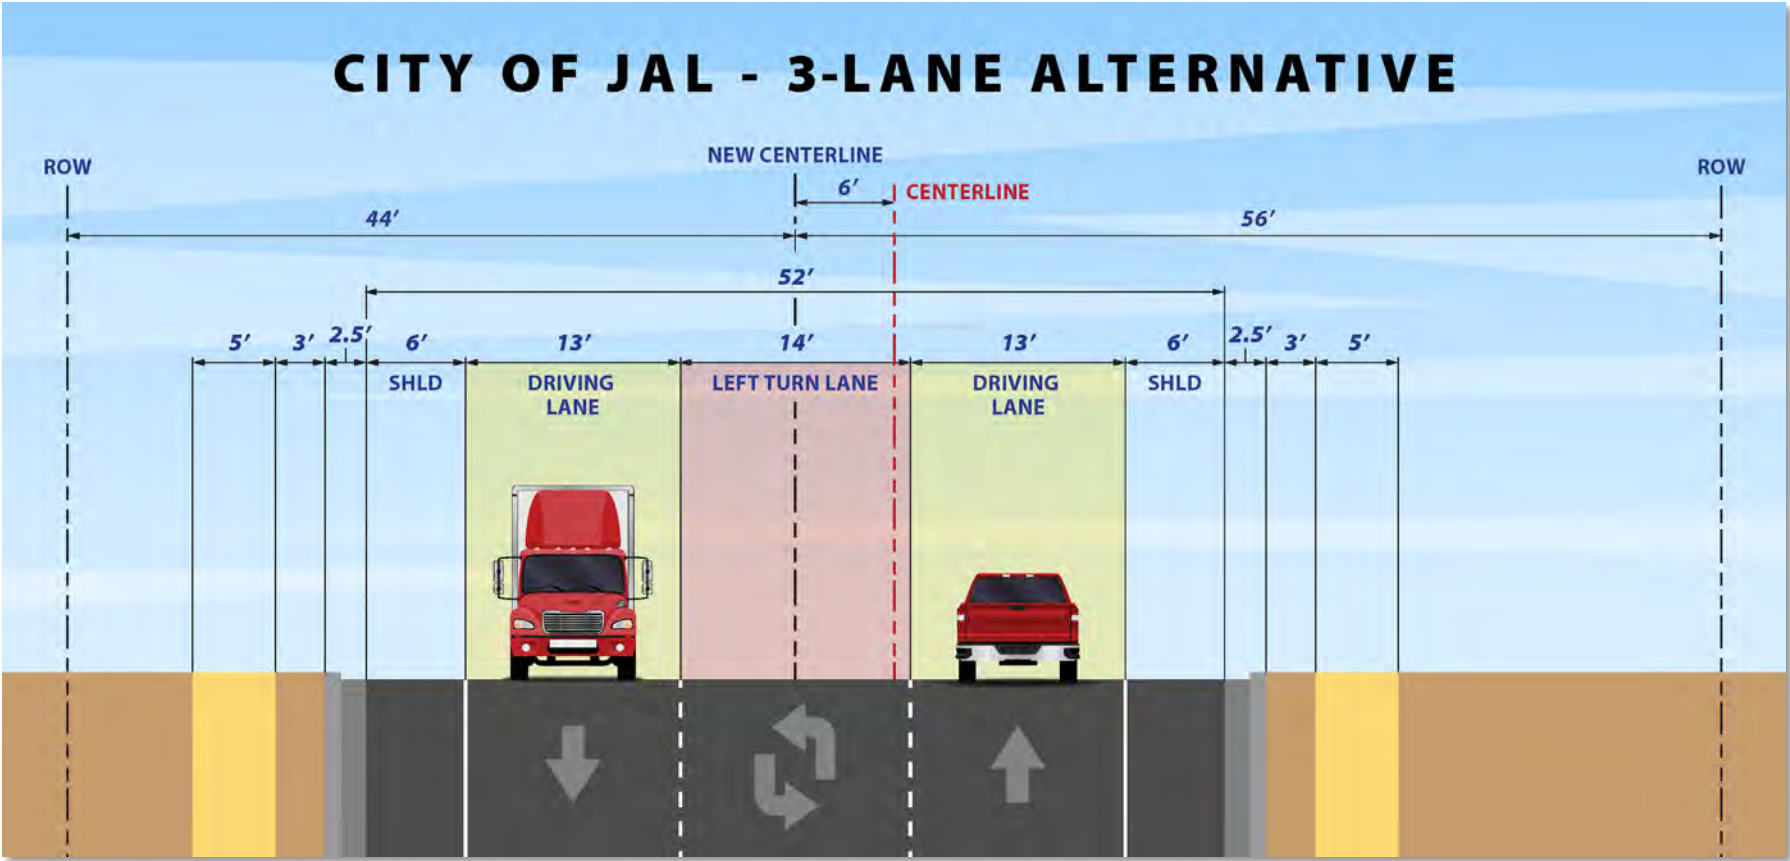 CITY OF JAL - 3-LANE ALTERNATIVE
NEW CENTERLINE
ROW
ROW
6’
CENTERLINE
44’
56’
52’
5’ 3’ 2.5’ 6’ 13’ 14’ 13’ 6’ 2.5’ 3’ 5’
SHLD
DRIVING
LANE
LEFT TURN LANE
DRIVING
LANE
SHLD